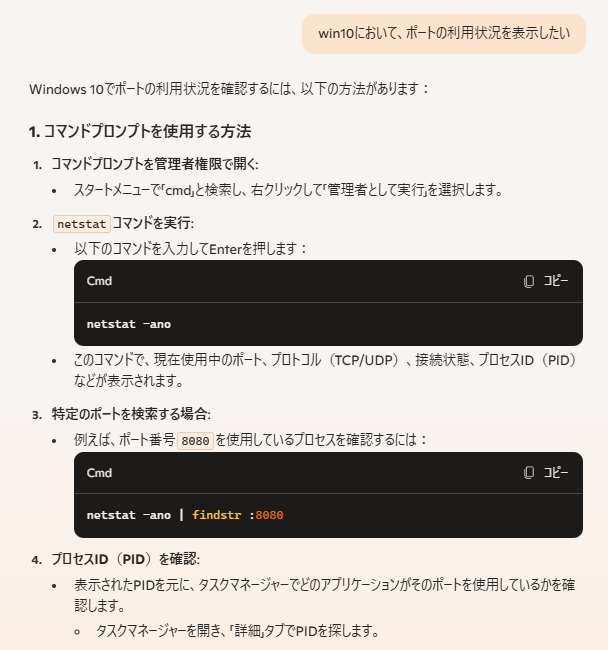 win10において、ポートの利用状況を表示したい
Windows 10でポートの利用状況を確認するには、以下の方法があります：
1. コマンドプロンプトを使用する方法
1. コマンドプロンプトを管理者権限で開く:
• スタートメニューで「cmd」と検索し、右クリックして「管理者として実行」を選択します。
2. netstat コマンドを実行:
• 以下のコマンドを入力してEnterを押します：
Cmd コピー
netstat -ano
• このコマンドで、現在使用中のポート、プロトコル（TCP/UDP）、接続状態、プロセスID（PID）
などが表示されます。
3. 特定のポートを検索する場合:
• 例えば、ポート番号 8080 を使用しているプロセスを確認するには：
Cmd コピー
netstat -ano | findstr :8080
4. プロセスID（PID）を確認:
• 表示されたPIDを元に、タスクマネージャーでどのアプリケーションがそのポートを使用しているかを確
認します。
○ タスクマネージャーを開き、「詳細」タブでPIDを探します。